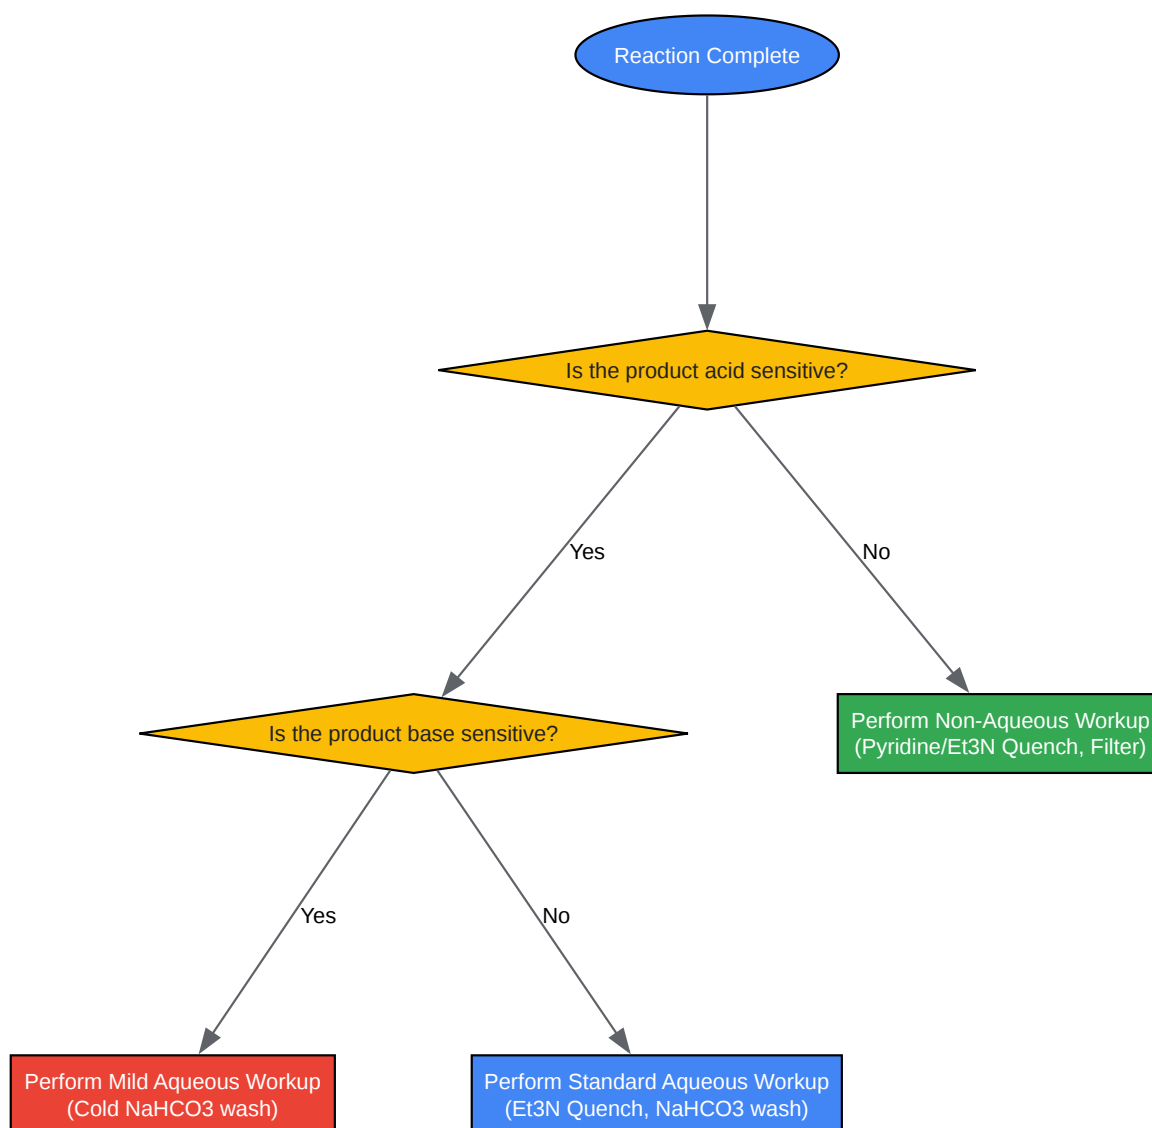 Reaction Complete
Is the product acid sensitive?
Yes
No
Is the product base sensitive?
Perform Non-Aqueous Workup
(Pyridine/Et3N Quench, Filter)
Yes
No
Perform Mild Aqueous Workup
(Cold NaHCO3 wash)
Perform Standard Aqueous Workup
(Et3N Quench, NaHCO3 wash)